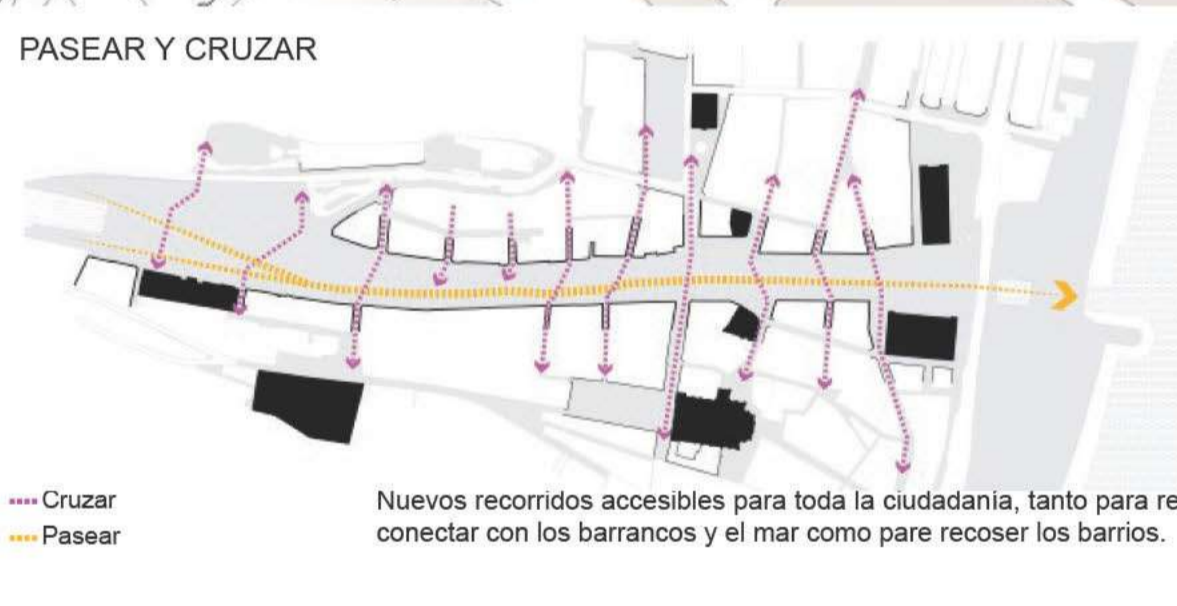 PASEAR Y CRUZAR
Cruzar
Pasear
Nuevos recorridos accesibles para toda la ciudadanía, tanto para re
conectar con los barrancos y el mar como pare recoser los barrios.